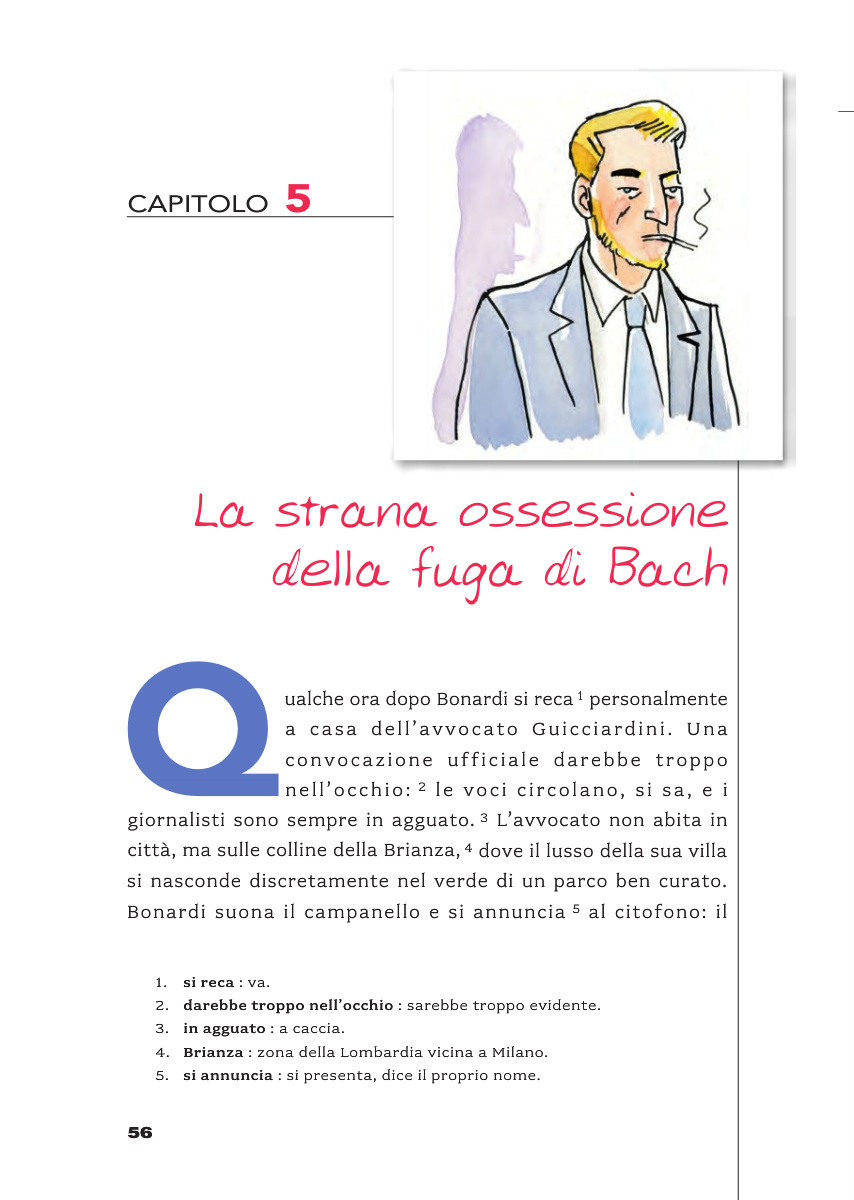 CAPITOLO 5
La strana ossessione
della fuga di Bach
Qualche ora dopo Bonardi si reca 1 personalmente
a casa dell'avvocato Guicciardini. Una
convocazione ufficiale darebbe troppo
nell'occhio: 2 le voci circolano, si sa, e i
giornalisti sono sempre in agguato. 3 L'avvocato non abita in
città, ma sulle colline della Brianza, 4 dove il lusso della sua villa
si nasconde discretamente nel verde di un parco ben curato.
Bonardi suona il campanello e si annuncia 5 al citofono: il
1. si reca : va.
2. darebbe troppo nell'occhio : sarebbe troppo evidente.
3. in agguato : a caccia.
4. Brianza : zona della Lombardia vicina a Milano.
5. si annuncia : si presenta, dice il proprio nome.
56